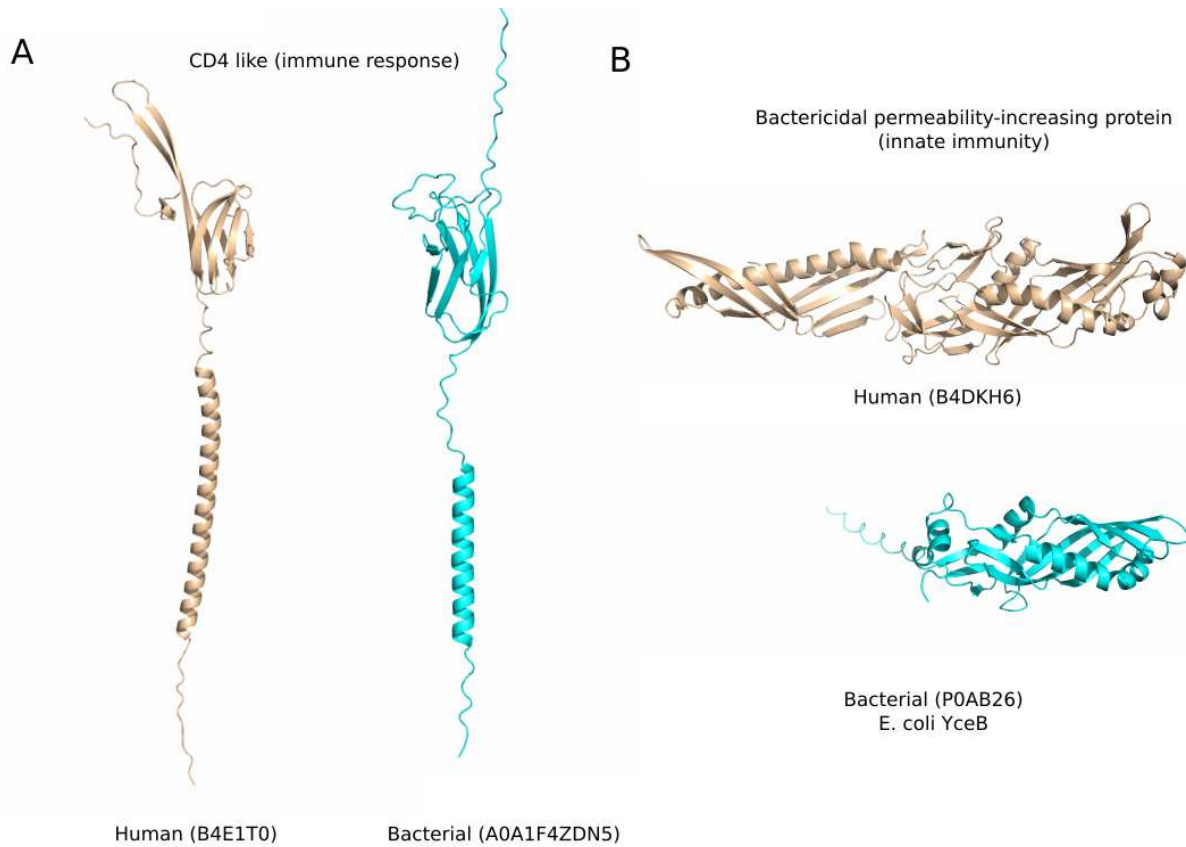 A
CD4 like (immune response)
Human (B4E1T0)
Bacterial (A0A1F4ZDN5)
B
Bactericidal permeability-increasing protein
(innate immunity)
Human (B4DKH6)
Bacterial (P0AB26)
E. coli YceB